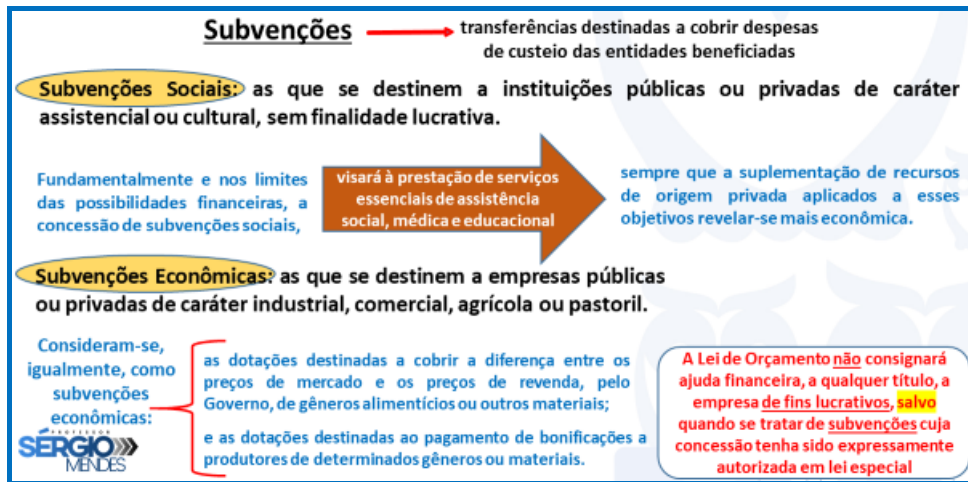 Subvenções
transferências destinadas a cobrir despesas
de custeio das entidades beneficiadas
Subvenções Sociais: as que se destinem a instituições públicas ou privadas de caráter
assistencial ou cultural, sem finalidade lucrativa.
Fundamentalmente e nos limites
das possibilidades financeiras, a
concessão de subvenções sociais,
visará à prestação de serviços
essenciais de assistência
social, médica e educacional
sempre que a suplementação de recursos
de origem privada aplicados a esses
objetivos revelar-se mais econômica.
Subvenções Econômicas: as que se destinem a empresas públicas
ou privadas de caráter industrial, comercial, agrícola ou pastoril.
Consideram-se,
igualmente, como
subvenções
econômicas:
as dotações destinadas a cobrir a diferença entre os
preços de mercado e os preços de revenda, pelo
Governo, de gêneros alimentícios ou outros materiais;
e as dotações destinadas ao pagamento de bonificações a
produtores de determinados gêneros ou materiais.
A Lei de Orçamento não consignará
ajuda financeira, a qualquer título, a
empresa de fins lucrativos, salvo
quando se tratar de subvenções cuja
concessão tenha sido expressamente
autorizada em lei especial
PROFESSOR
SÉRGIO
MENDES